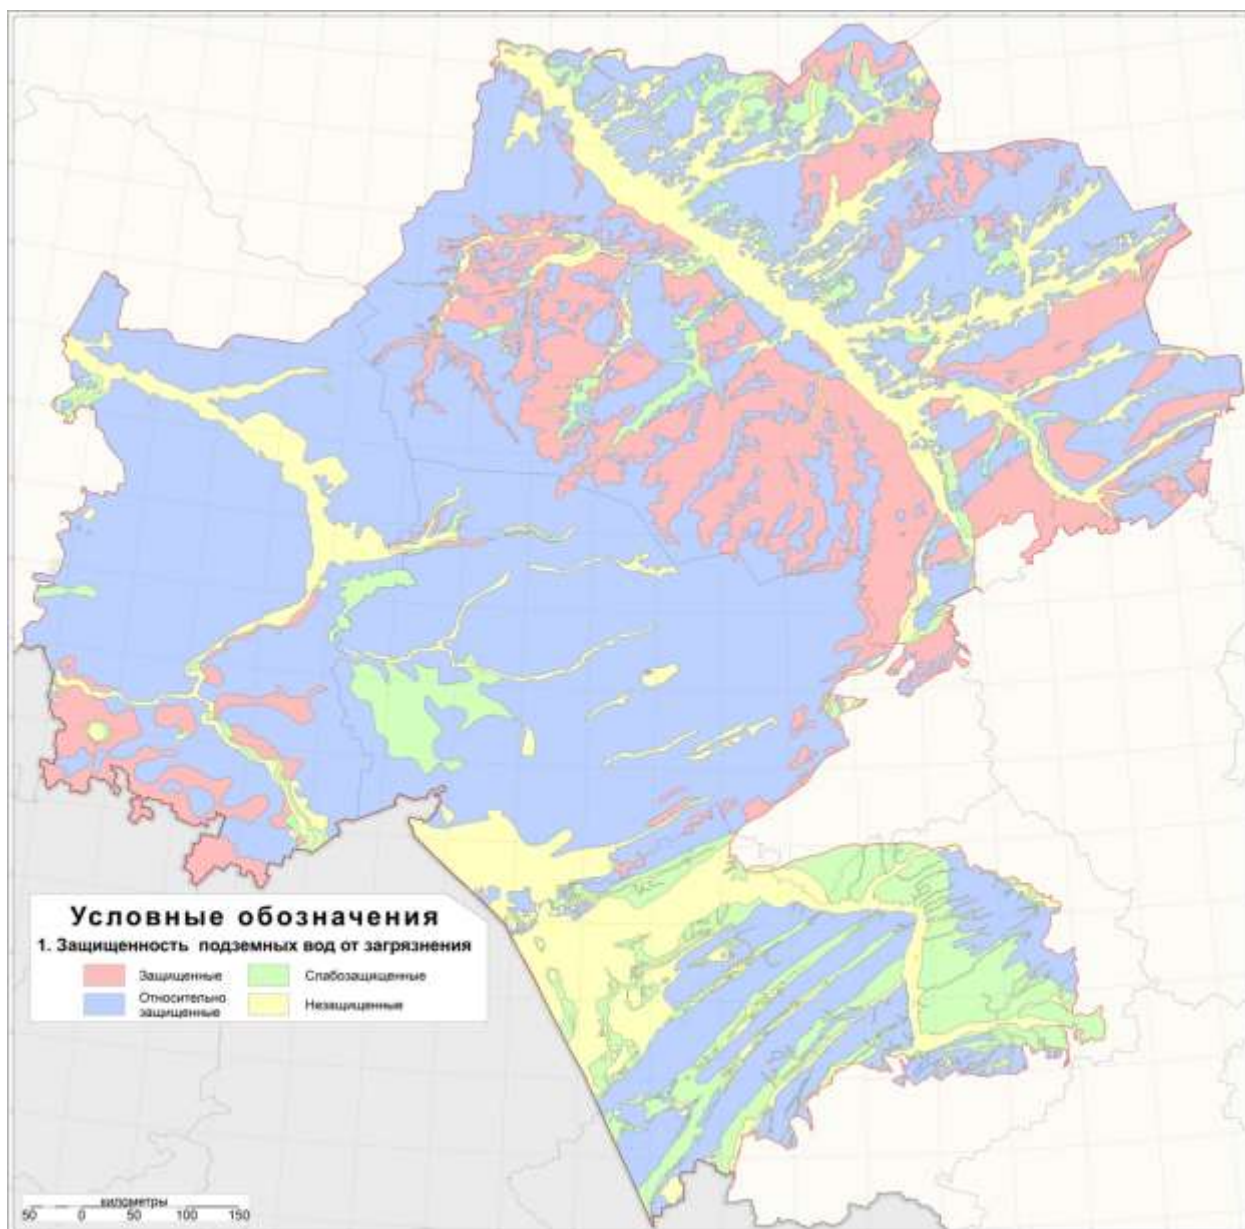 Условные обозначения
1. Защищенность подземных вод от загрязнения
Защищенные
Слабозащищенные
Относительно
защищенные
Незащищенные
километры
50 0 50 100 150